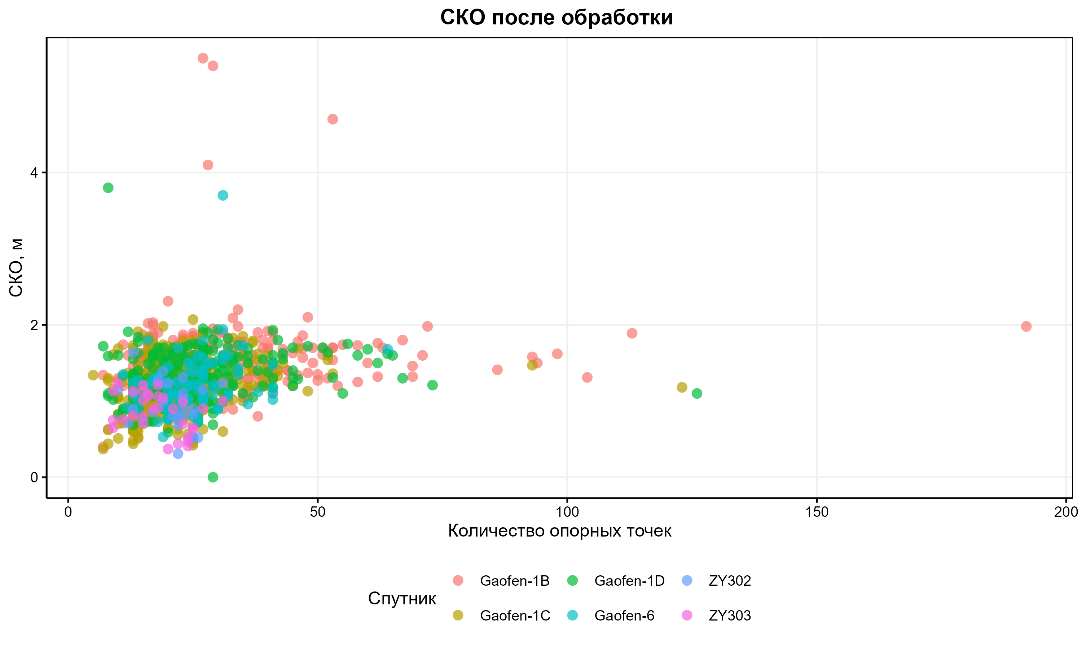 СКО после обработки
СКО, м
4
2
0
0 50 100 150 200
Количество опорных точек
Спутник
Gaofen-1B Gaofen-1D ZY302
Gaofen-1C Gaofen-6 ZY303